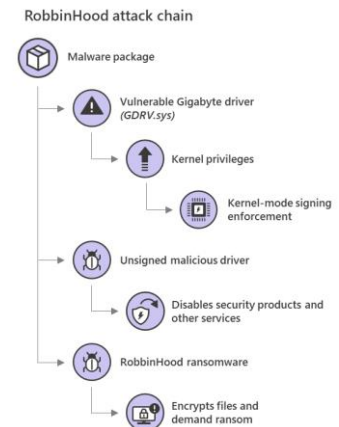 RobbinHood attack chain
Malware package
Vulnerable Gigabyte driver
(GDRV.sys)
Kernel privileges
Kernel-mode signing
enforcement
Unsigned malicious driver
Disables security products and
other services
RobbinHood ransomware
Encrypts files and
demand ransom